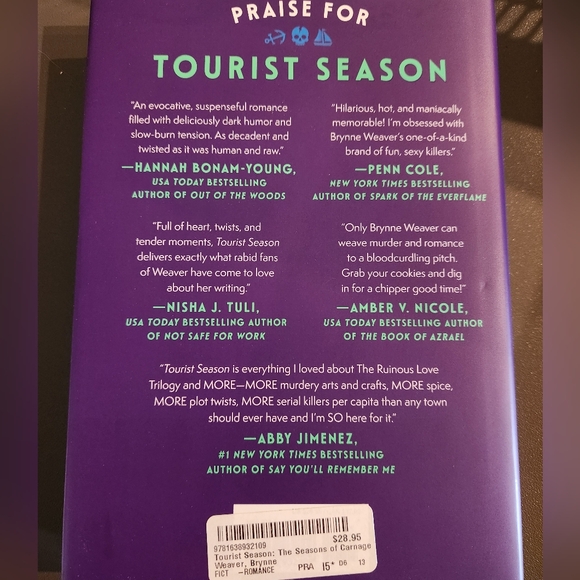 PRAISE FOR
TOURIST SEASON
"An evocative, suspenseful romance
filled with deliciously dark humor and
slow-burn tension. As decadent and
twisted as it was human and raw."
—HANNAH BONAM-YOUNG,
USA TODAY BESTSELLING
AUTHOR OF OUT OF THE WOODS
"Hilarious, hot, and maniacally
memorable! I'm obsessed with
Brynne Weaver's one-of-a-kind
brand of fun, sexy killers."
—PENN COLE,
NEW YORK TIMES BESTSELLING
AUTHOR OF SPARK OF THE EVERFLAME
"Full of heart, twists, and
tender moments, Tourist Season
delivers exactly what rabid fans
of Weaver have come to love
about her writing."
—NISHA J. TULI,
USA TODAY BESTSELLING AUTHOR
OF NOT SAFE FOR WORK
"Only Brynne Weaver can
weave murder and romance
to a bloodcurdling pitch.
Grab your cookies and dig
in for a chipper good time!"
—AMBER V. NICOLE,
USA TODAY BESTSELLING AUTHOR
OF THE BOOK OF AZRAEL
"Tourist Season is everything I loved about The Ruinous Love
Trilogy and MORE—MORE murdery arts and crafts, MORE spice,
MORE plot twists, MORE serial killers per capita than any town
should ever have and I'm SO here for it."
—ABBY JIMENEZ,
#1 NEW YORK TIMES BESTSELLING
AUTHOR OF SAY YOU'LL REMEMBER ME
9781638932109 $28.95
Tourist Season: The Seasons of Carnage
Weaver, Brynne
FICT -ROMANCE PRA 15* D6 13